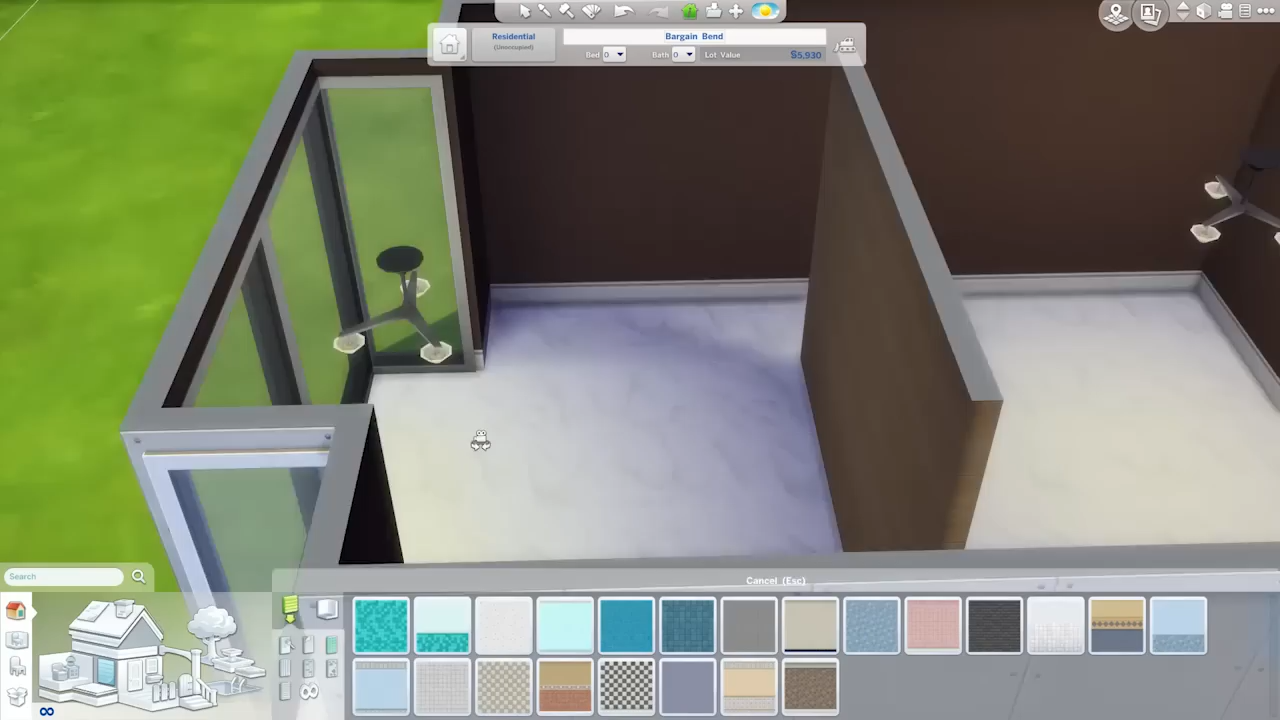 Residential
(Unoccupied)
Bargain Bend
Bed 0
Bath 0
Lot Value
§5,930
Search
Cancel (Esc)